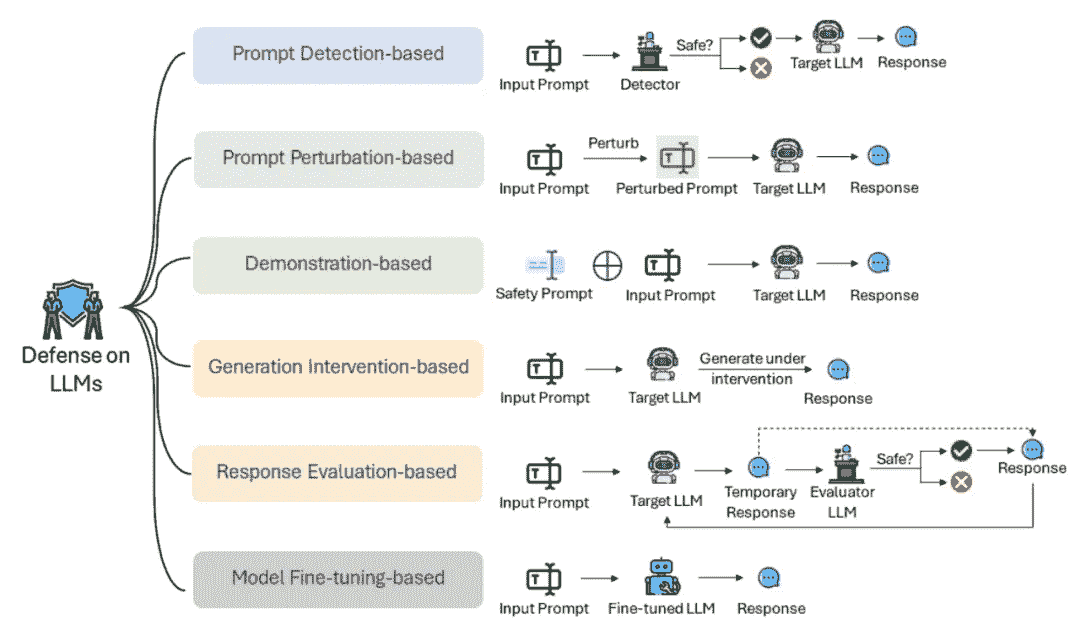 Prompt Detection-based
Safe?
Input Prompt
Detector
Target LLM
Response
Prompt Perturbation-based
Perturb
Input Prompt
Perturbed Prompt
Target LLM
Response
Demonstration-based
Safety Prompt
Input Prompt
Target LLM
Response
Defense on
LLMs
Generation Intervention-based
Generate under
intervention
Input Prompt
Target LLM
Response
Response Evaluation-based
Safe?
Input Prompt
Target LLM
Temporary
Response
Evaluator
LLM
Response
Model Fine-tuning-based
Input Prompt
Fine-tuned LLM
Response